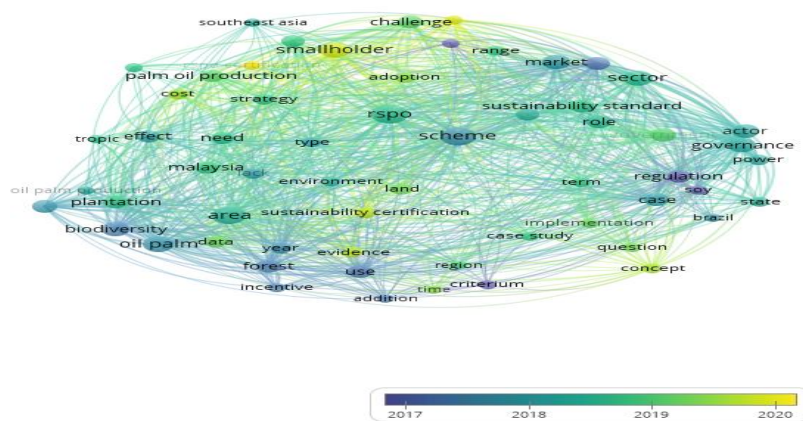 southeast asia
challenge
smallholder
range
market
palm oil production
adoption
sector
cost
strategy
sustainability standard
rspo
role
scheme
tropic
effect
need
type
actor
governance
power
malaysia
regulation
oil palm production
environment
land
term
soy
plantation
case
state
area
sustainability certification
brazil
biodiversity
implementation
oil palm
data
case study
year
evidence
question
forest
use
region
concept
incentive
time
criterium
addition
2017
2018
2019
2020